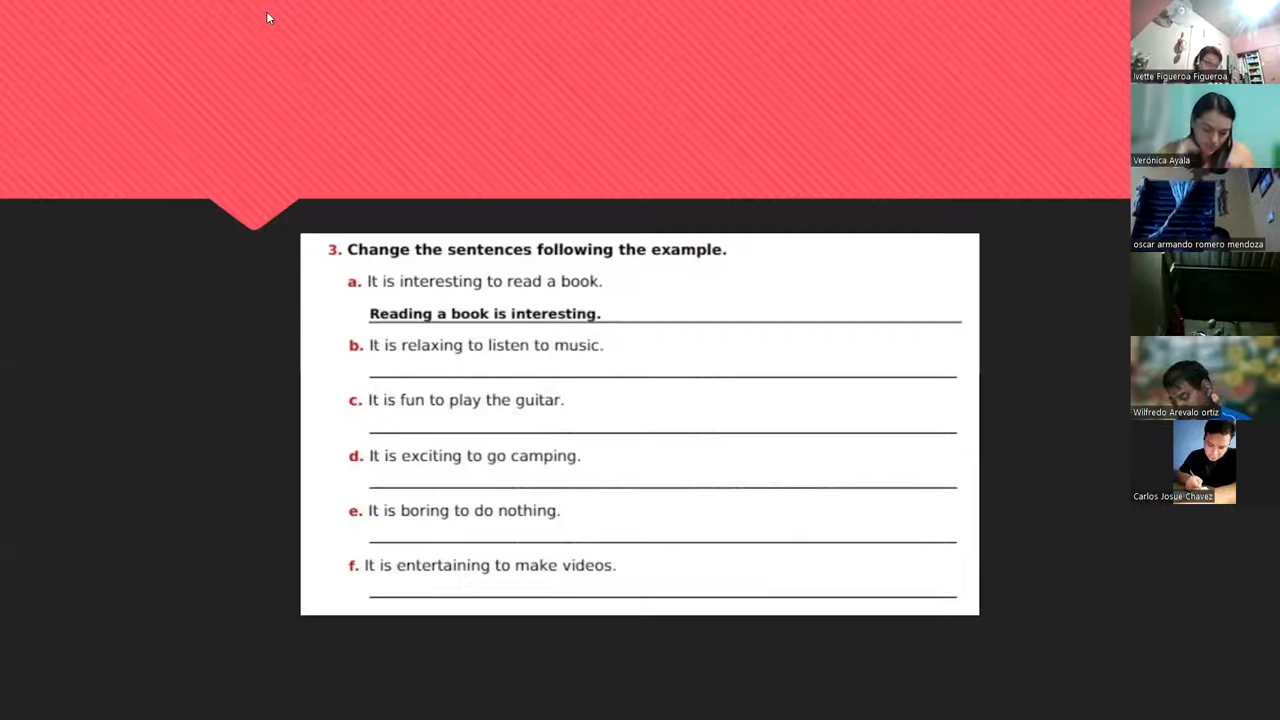 3. Change the sentences following the example.
a. It is interesting to read a book.
Reading a book is interesting.
b. It is relaxing to listen to music.
c. It is fun to play the guitar.
d. It is exciting to go camping.
e. It is boring to do nothing.
f. It is entertaining to make videos.
Ivette Figueroa Figueroa
Verónica Ayala
oscar armando romero mendoza
Wilfredo Arevalo ortiz
Carlos Josue Chavez